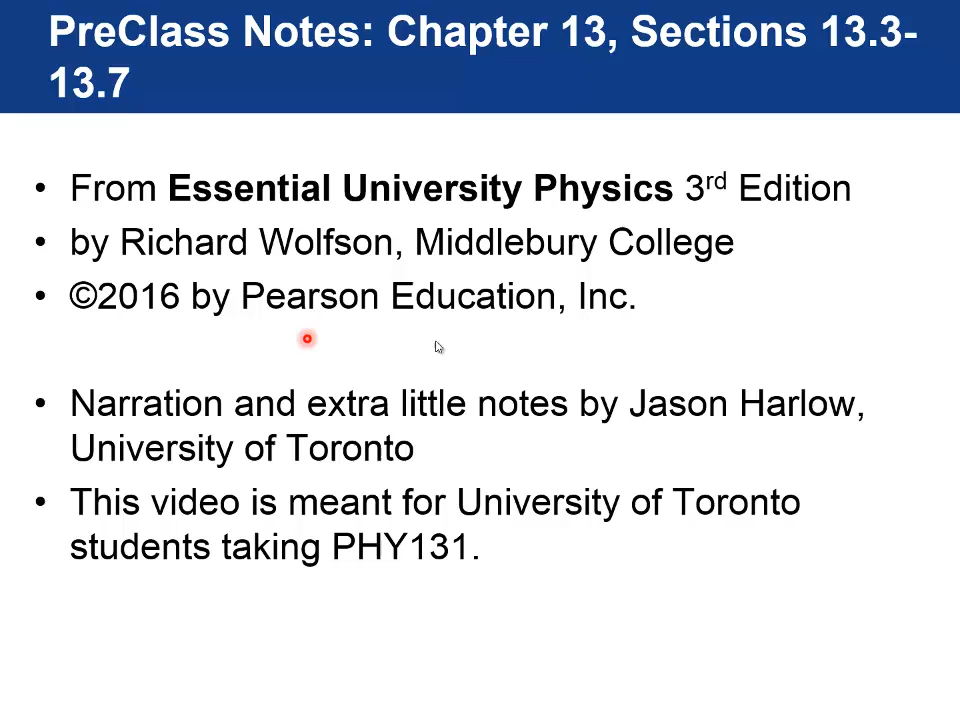 PreClass Notes: Chapter 13, Sections 13.3-
13.7
• From Essential University Physics 3rd Edition
• by Richard Wolfson, Middlebury College
• ©2016 by Pearson Education, Inc.
• Narration and extra little notes by Jason Harlow,
University of Toronto
• This video is meant for University of Toronto
students taking PHY131.